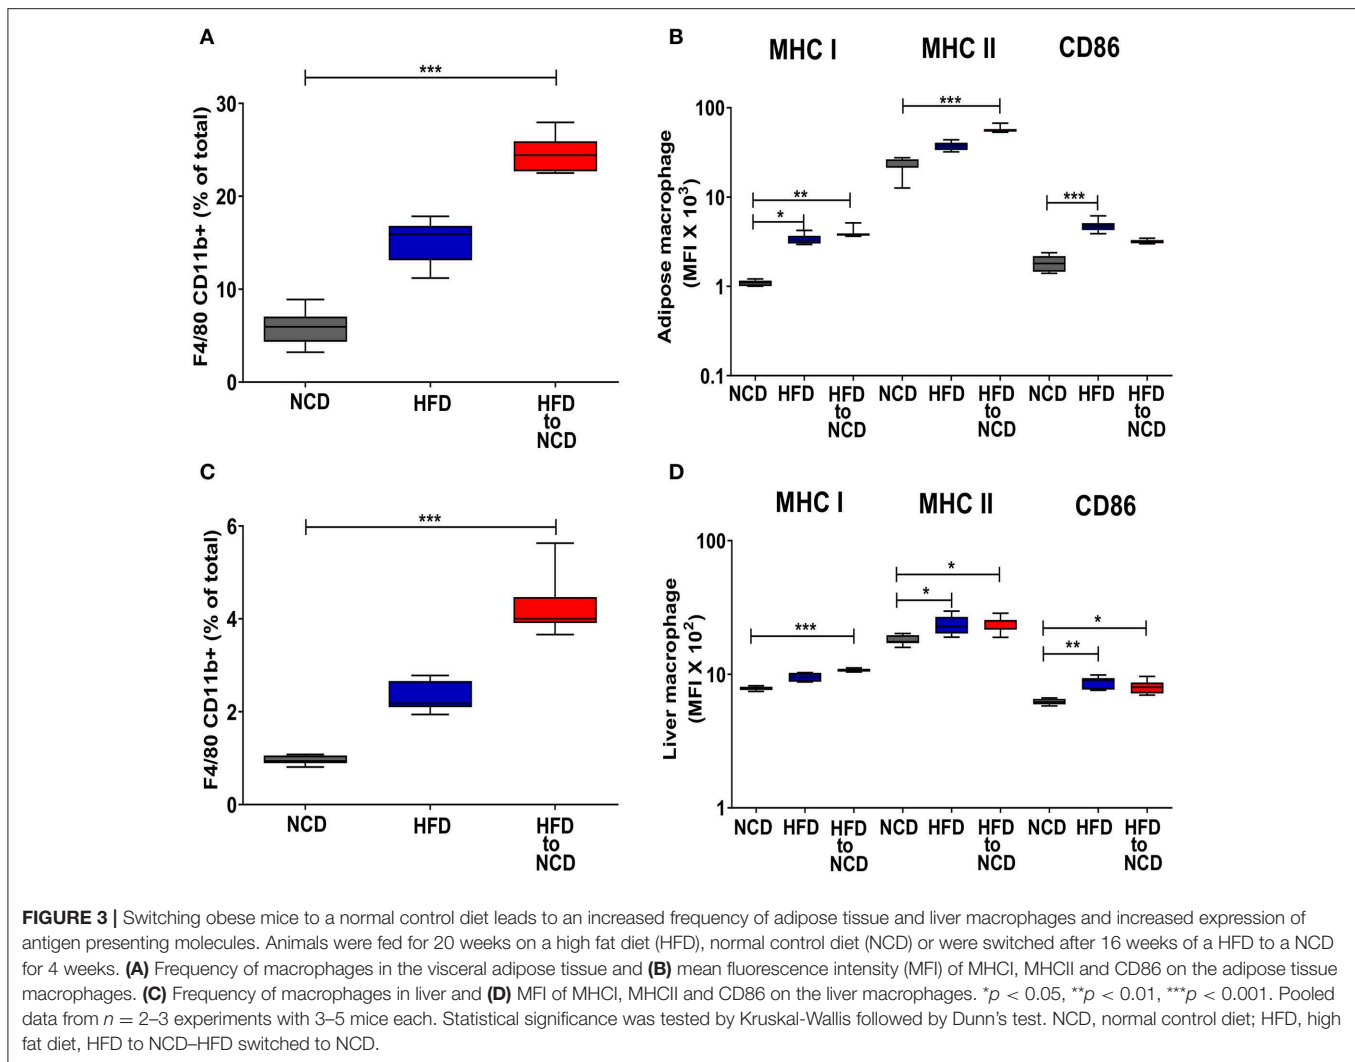 A
***
F4/80 CD11b+ (% of total)
30
20
10
0
NCD
HFD
HFD
to
NCD
B
MHC I
MHC II
CD86
Adipose macrophage
(MFI X 10³)
100
10
1
0.1
*
**
***
***
NCD
HFD
HFD
to
NCD
NCD
HFD
HFD
to
NCD
NCD
HFD
HFD
to
NCD
C
***
F4/80 CD11b+ (% of total)
6
4
2
0
NCD
HFD
HFD
to
NCD
D
MHC I
MHC II
CD86
Liver macrophage
(MFI X 10²)
100
10
1
***
*
*
*
**
NCD
HFD
HFD
to
NCD
NCD
HFD
HFD
to
NCD
NCD
HFD
HFD
to
NCD
FIGURE 3 | Switching obese mice to a normal control diet leads to an increased frequency of adipose tissue and liver macrophages and increased expression of
antigen presenting molecules. Animals were fed for 20 weeks on a high fat diet (HFD), normal control diet (NCD) or were switched after 16 weeks of a HFD to a NCD
for 4 weeks. (A) Frequency of macrophages in the visceral adipose tissue and (B) mean fluorescence intensity (MFI) of MHCI, MHCII and CD86 on the adipose tissue
macrophages. (C) Frequency of macrophages in liver and (D) MFI of MHCI, MHCII and CD86 on the liver macrophages. *p < 0.05, **p < 0.01, ***p < 0.001. Pooled
data from n = 2–3 experiments with 3–5 mice each. Statistical significance was tested by Kruskal-Wallis followed by Dunn's test. NCD, normal control diet; HFD, high
fat diet, HFD to NCD–HFD switched to NCD.